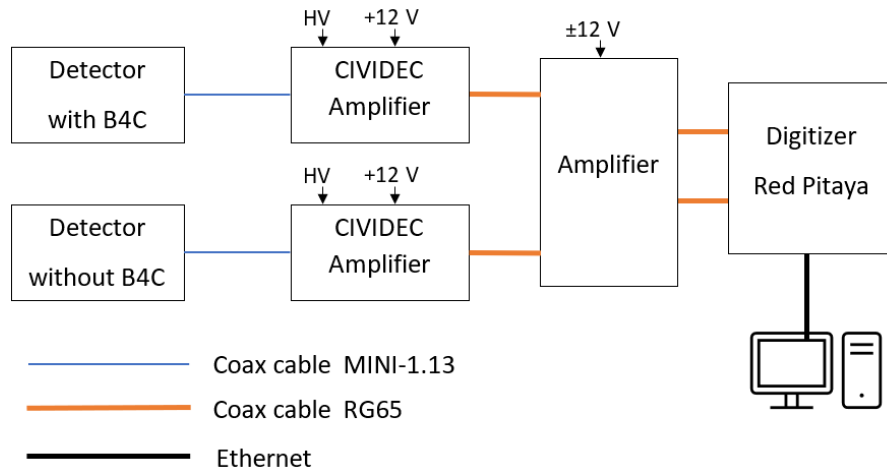 HV
+12 V
±12 V
Detector
with B4C
CIVIDEC
Amplifier
Digitizer
Red Pitaya
Amplifier
HV
+12 V
Detector
without B4C
CIVIDEC
Amplifier
Coax cable MINI-1.13
Coax cable RG65
Ethernet